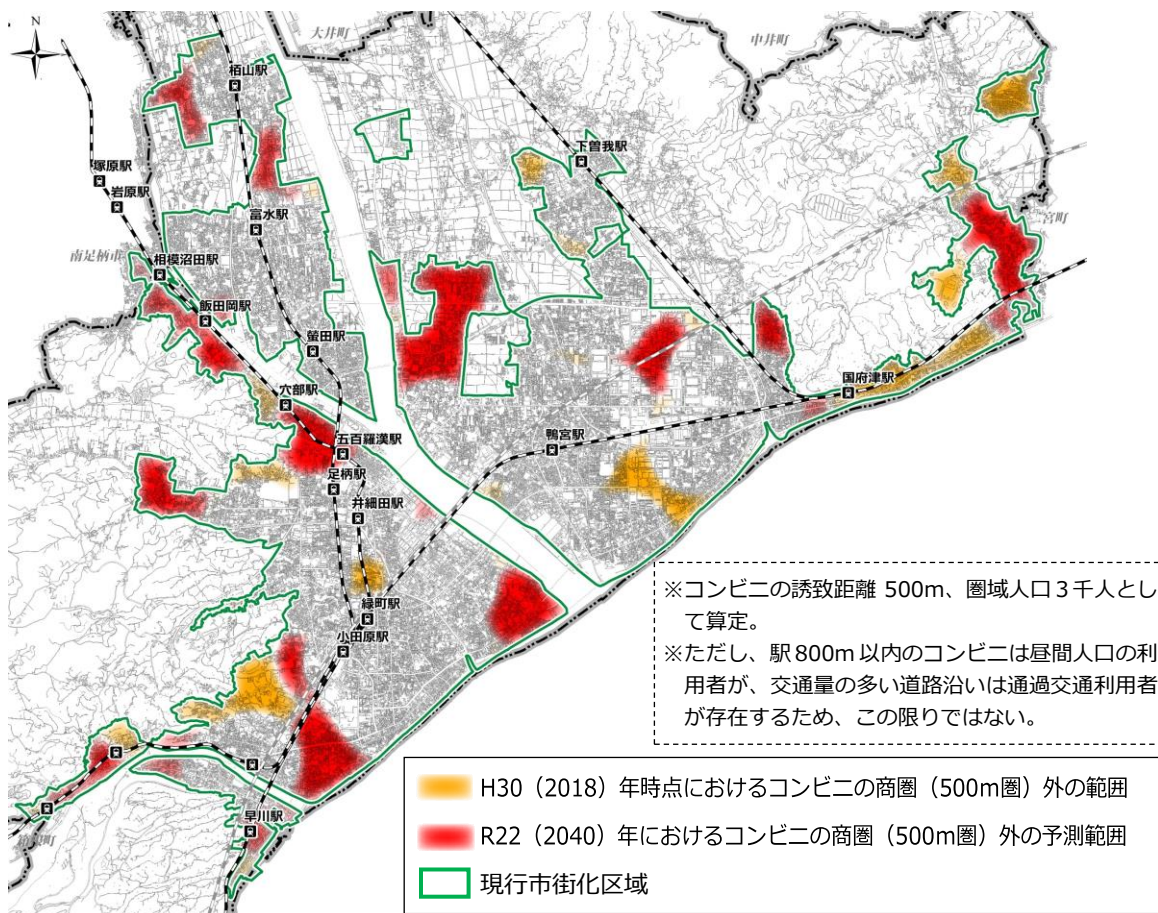 N
大井町
中井町
栢山駅
下曽我駅
塚原駅
岩原駅
富水駅
二宮町
南足柄市
相模沼田駅
飯田岡駅
螢田駅
国府津駅
穴部駅
鴨宮駅
五百羅漢駅
足柄駅
井細田駅
緑町駅
小田原駅
早川駅
※コンビニの誘致距離 500m、圏域人口3千人とし
て算定。
※ただし、駅800m以内のコンビニは昼間人口の利
用者が、交通量の多い道路沿いは通過交通利用者
が存在するため、この限りではない。
H30（2018）年時点におけるコンビニの商圏（500m圏）外の範囲
R22（2040）年におけるコンビニの商圏（500m圏）外の予測範囲
現行市街化区域